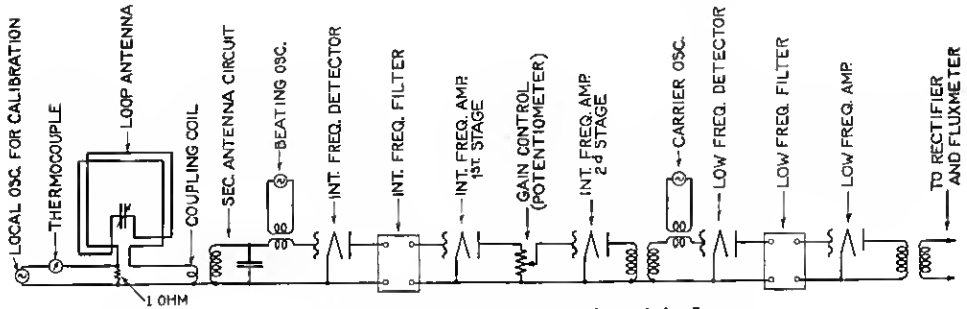 LOCAL OSC. FOR CALIBRATION
THERMOCOUPLE
LOOP ANTENNA
COUPLING COIL
SEC. ANTENNA CIRCUIT
BEATING OSC.
INT. FREQ. DETECTOR
INT. FREQ. FILTER
INT. FREQ. AMP.
1ST. STAGE
GAIN CONTROL
(POTENTIOMETER)
INT. FREQ. AMP.
2d STAGE
CARRIER OSC.
LOW FREQ. DETECTOR
LOW FREQ. FILTER
LOW FREQ. AMP.
TO RECTIFIER
AND FLUXMETER
1 OHM